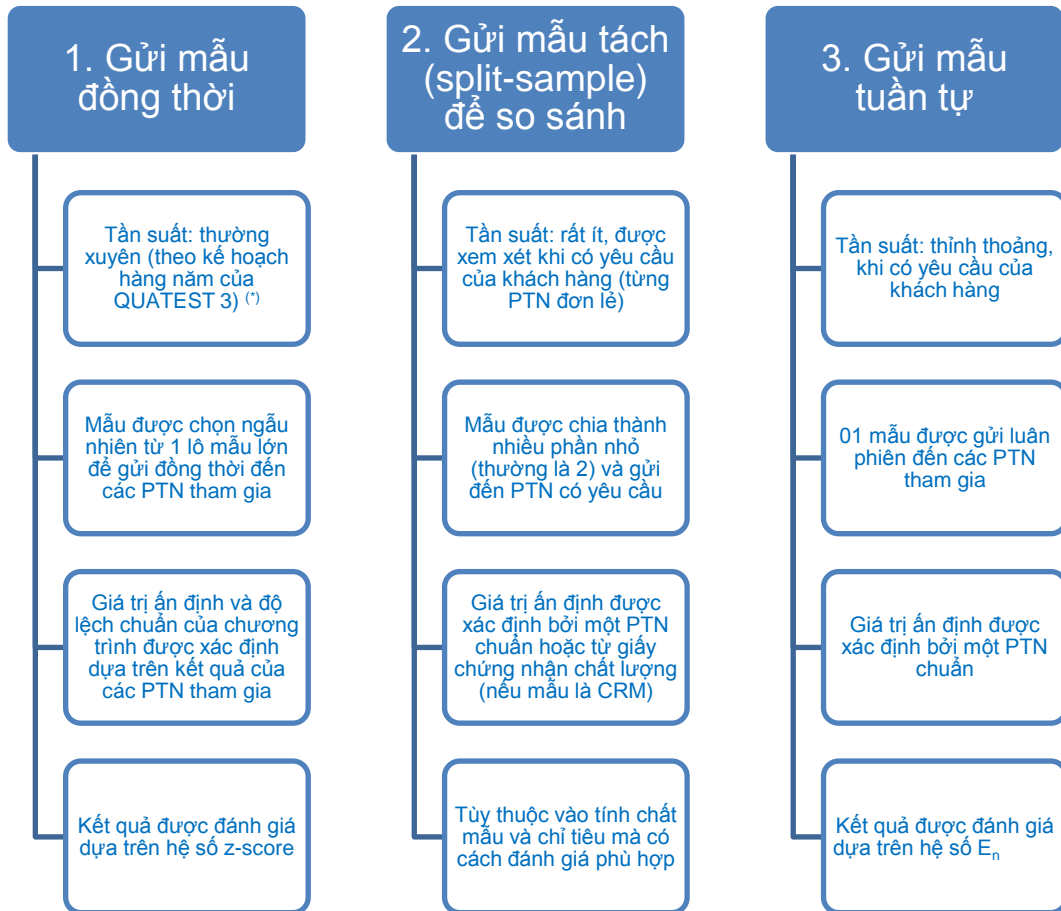 1. Gửi mẫu
đồng thời
Tần suất: thường
xuyên (theo kế hoạch
hàng năm của
QUATEST 3) (*)
Mẫu được chọn ngẫu
nhiên từ 1 lô mẫu lớn
để gửi đồng thời đến
các PTN tham gia
Giá trị ấn định và độ
lệch chuẩn của chương
trình được xác định
dựa trên kết quả của
các PTN tham gia
Kết quả được đánh giá
dựa trên hệ số z-score
2. Gửi mẫu tách
(split-sample)
để so sánh
Tần suất: rất ít, được
xem xét khi có yêu cầu
của khách hàng (từng
PTN đơn lẻ)
Mẫu được chia thành
nhiều phần nhỏ
(thường là 2) và gửi
đến PTN có yêu cầu
Giá trị ấn định được
xác định bởi một PTN
chuẩn hoặc từ giấy
chứng nhận chất lượng
(nếu mẫu là CRM)
Tùy thuộc vào tính chất
mẫu và chỉ tiêu mà có
cách đánh giá phù hợp
3. Gửi mẫu
tuần tự
Tần suất: thỉnh thoảng,
khi có yêu cầu của
khách hàng
01 mẫu được gửi luân
phiên đến các PTN
tham gia
Giá trị ấn định được
xác định bởi một PTN
chuẩn
Kết quả được đánh giá
dựa trên hệ số En